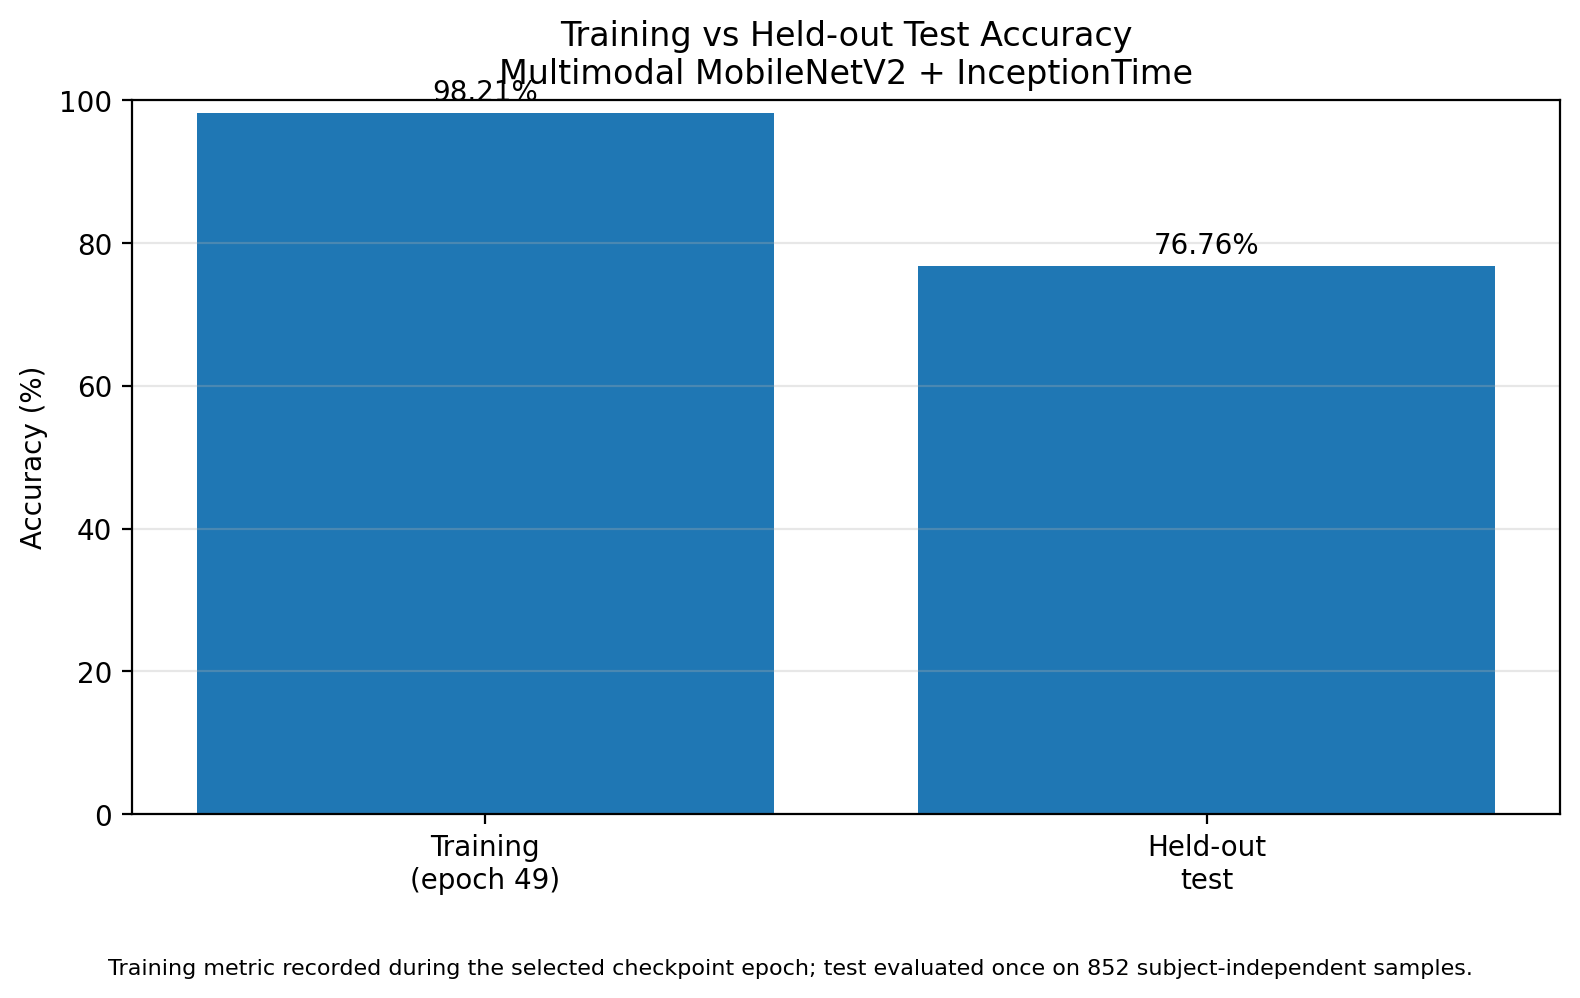 Training vs Held-out Test Accuracy
Multimodal MobileNetV2 + InceptionTime
98.21%
76.76%
100
80
60
40
20
0
Accuracy (%)
Training
(epoch 49)
Held-out
test
Training metric recorded during the selected checkpoint epoch; test evaluated once on 852 subject-independent samples.